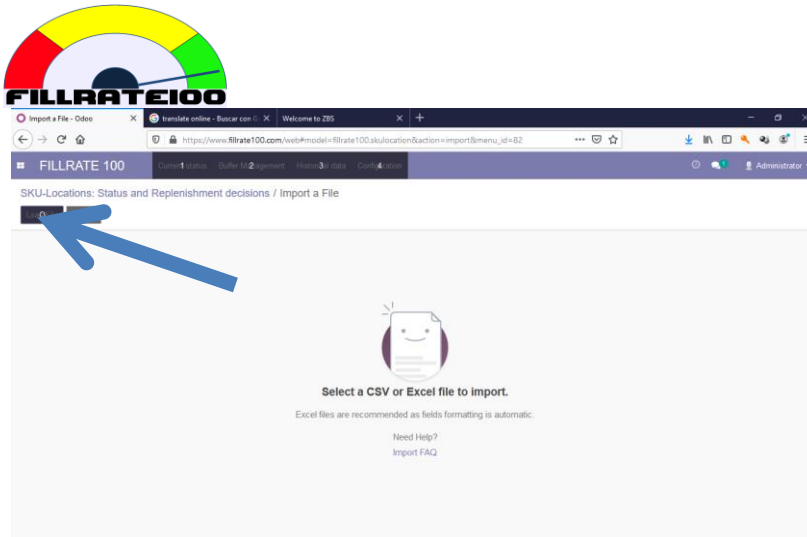 FILLRATE100
Import a File - Odoo
translate online - Buscar con G
Welcome to ZBS
https://www.fillrate100.com/web#model=fillrate100.skulocation&action=import&menu_id=82
FILLRATE 100
Current status
Buffer Management
Historical data
Configuration
Administrator
SKU-Locations: Status and Replenishment decisions / Import a File
Select a CSV or Excel file to import.
Excel files are recommended as fields formatting is automatic.
Need Help?
Import FAQ